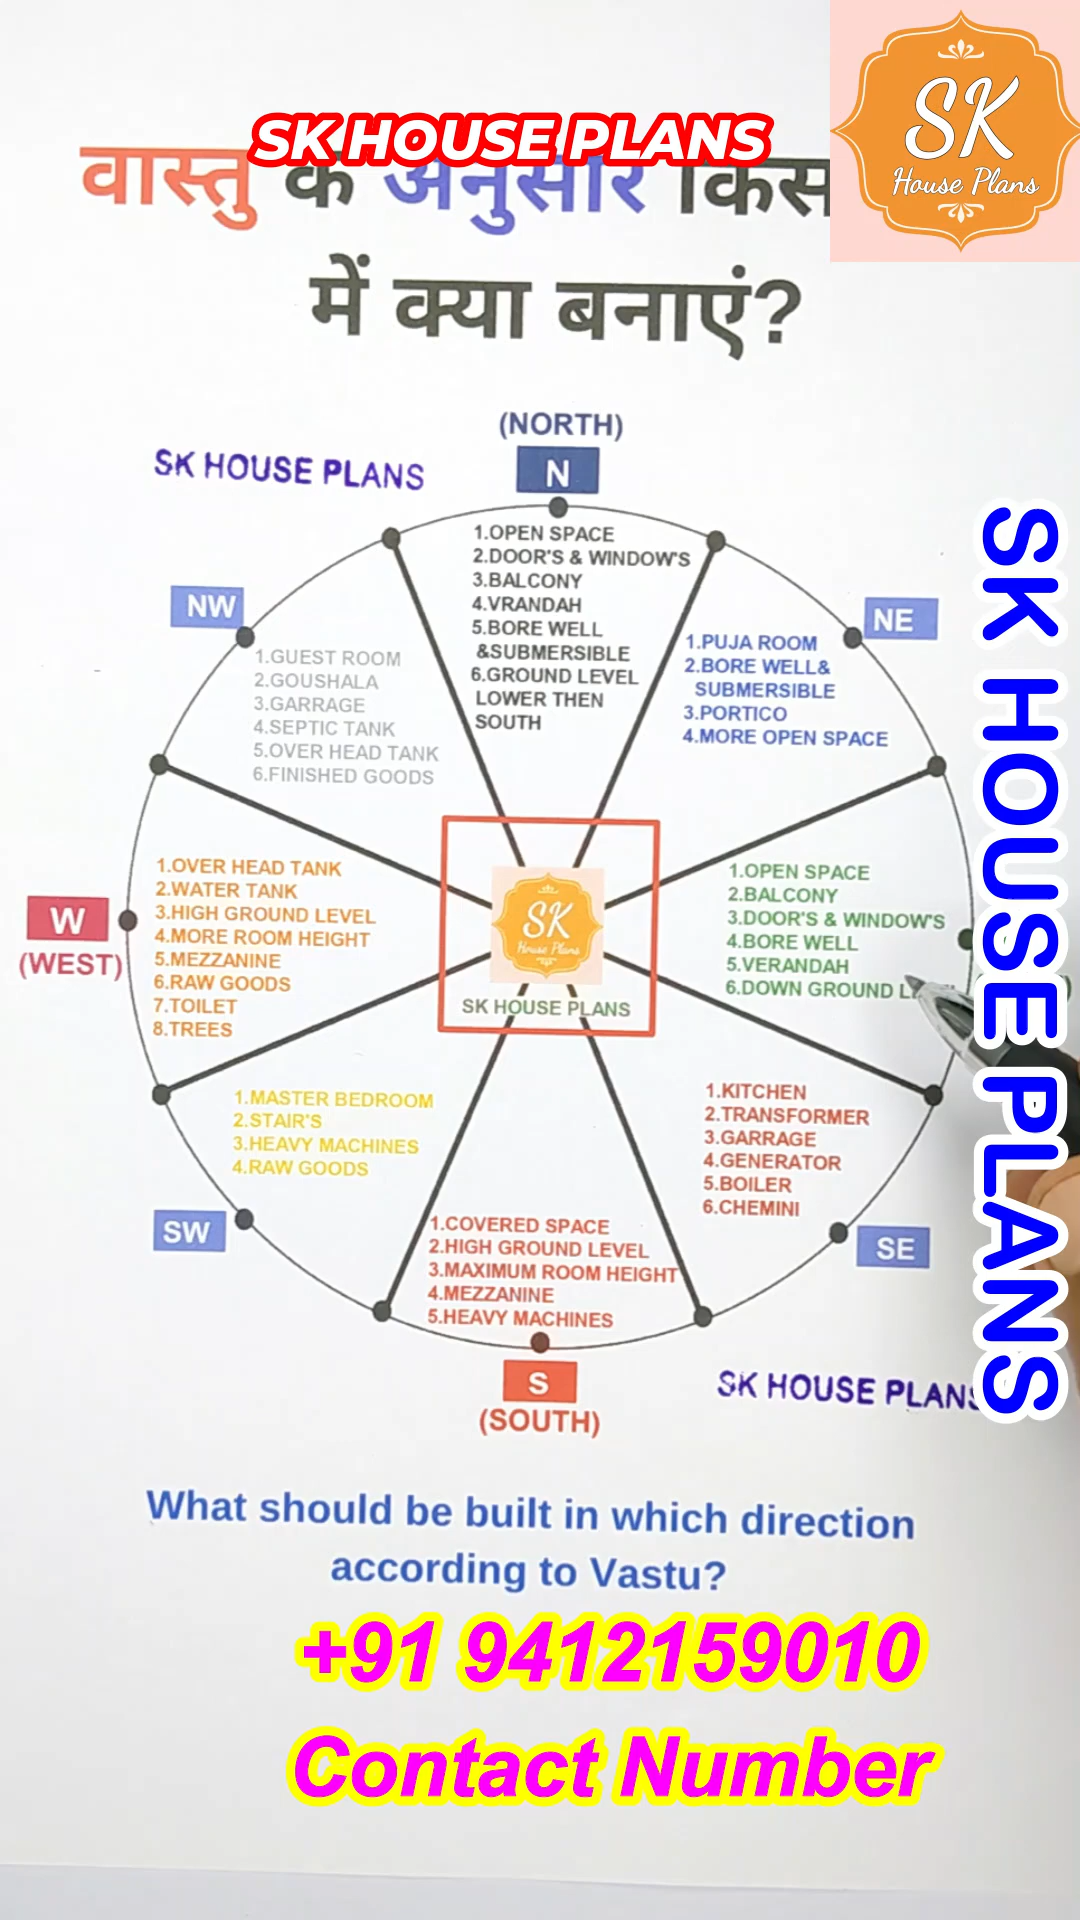 SK HOUSE PLANS
SK
House Plans
वास्तु के अनुसार किस
में क्या बनाएं?
(NORTH)
N
SK HOUSE PLANS
1.OPEN SPACE
2.DOOR'S & WINDOW'S
3.BALCONY
4.VRANDAH
5.BORE WELL
&SUBMERSIBLE
6.GROUND LEVEL
LOWER THEN
SOUTH
NW
1.GUEST ROOM
2.GOUSHALA
3.GARRAGE
4.SEPTIC TANK
5.OVER HEAD TANK
6.FINISHED GOODS
NE
1.PUJA ROOM
2.BORE WELL&
SUBMERSIBLE
3.PORTICO
4.MORE OPEN SPACE
W
(WEST)
1.OVER HEAD TANK
2.WATER TANK
3.HIGH GROUND LEVEL
4.MORE ROOM HEIGHT
5.MEZZANINE
6.RAW GOODS
7.TOILET
8.TREES
SK
House Plans
SK HOUSE PLANS
1.OPEN SPACE
2.BALCONY
3.DOOR'S & WINDOW'S
4.BORE WELL
5.VERANDAH
6.DOWN GROUND
SK HOUSE PLANS
1.MASTER BEDROOM
2.STAIR'S
3.HEAVY MACHINES
4.RAW GOODS
SW
1.KITCHEN
2.TRANSFORMER
3.GARRAGE
4.GENERATOR
5.BOILER
6.CHEMINI
SE
1.COVERED SPACE
2.HIGH GROUND LEVEL
3.MAXIMUM ROOM HEIGHT
4.MEZZANINE
5.HEAVY MACHINES
S
(SOUTH)
SK HOUSE PLANS
What should be built in which direction
according to Vastu?
+91 9412159010
Contact Number